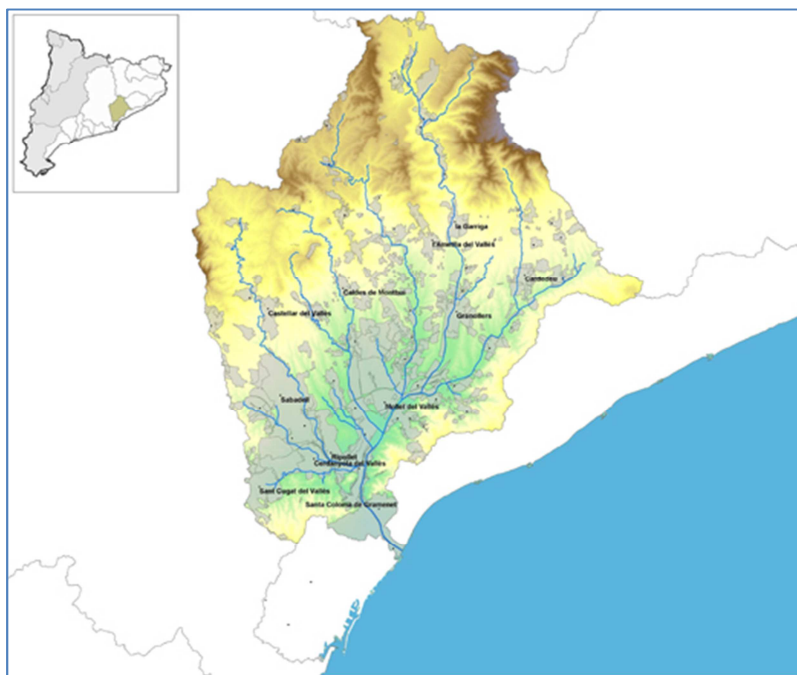 la Garriga
l'Ametlla del Vallès
Cardedeu
Caldes de Montbui
Castellar del Vallès
Granollers
Sabadell
Mollet del Vallès
Ripollet
Cerdanyola del Vallès
Sant Cugat del Vallès
Santa Coloma de Gramenet